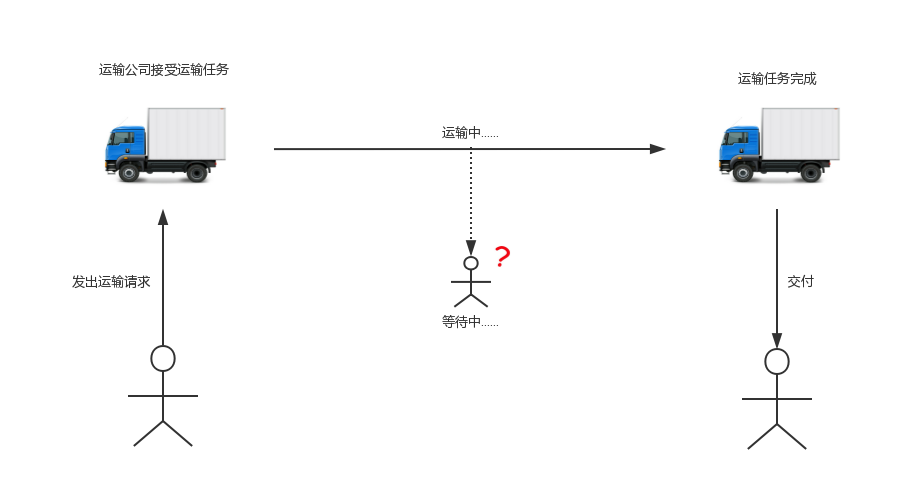 运输公司接受运输任务
运输任务完成
运输中......
发出运输请求
?
交付
等待中......